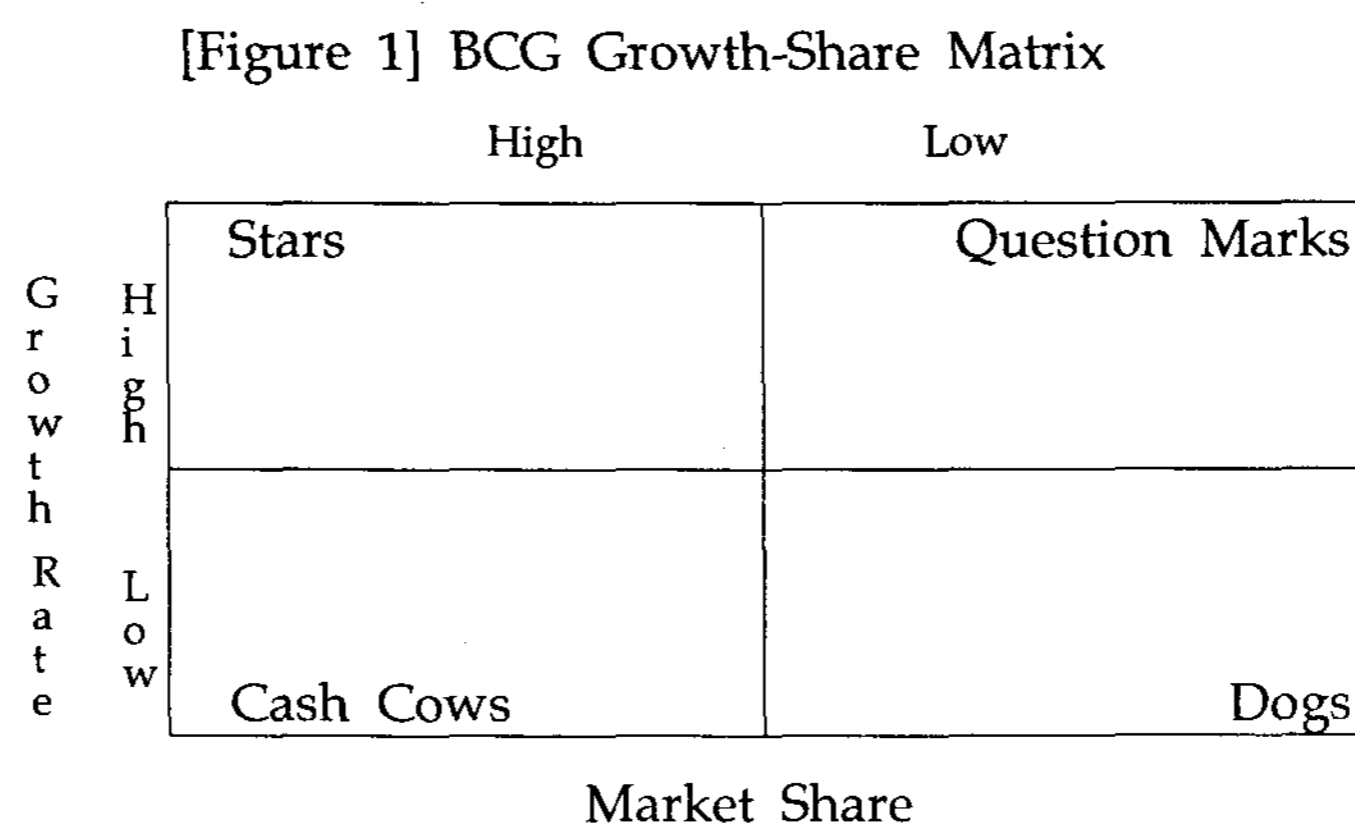 [Figure 1] BCG Growth-Share Matrix
High Low
Stars Question Marks
Growth Rate
High
Low
Cash Cows Dogs
Market Share